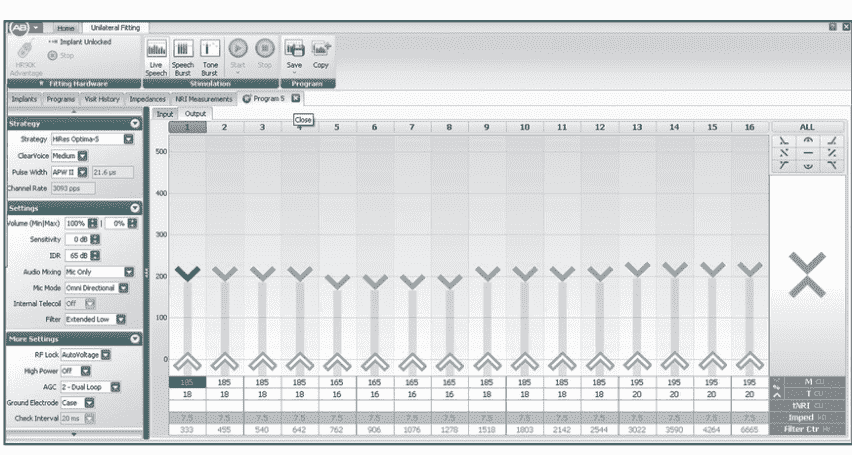 AB Home Unilateral Fitting
HR90K Advantage
Implant Unlocked
Stop
Live Speech
Speech Burst
Tone Burst
Start
Stop
Save
Copy
Fitting Hardware
Stimulation
Program
Implants Programs Visit History Impedances NRI Measurements Program 5
Close
Strategy
Strategy HiRes Optima-S
ClearVoice Medium
Pulse Width APW II 21.6 µs
Channel Rate 3093 pps
Settings
Volume (Min|Max) 100% | 0%
Sensitivity 0 dB
IDR 65 dB
Audio Mixing Mic Only
Mic Mode Omni Directional
Internal Telecoil Off
Filter Extended Low
More Settings
RF Lock AutoVoltage
High Power Off
AGC 2 - Dual Loop
Ground Electrode Case
Check Interval 20 ms
Input Output
1 2 3 4 5 6 7 8 9 10 11 12 13 14 15 16 ALL
500
400
300
200
100
0
185 185 185 185 165 165 165 165 185 185 185 185 195 195 195 195 M CU
18 18 18 18 16 16 16 16 18 18 18 18 20 20 20 20 T CU
tNRI CU
7.5 7.5 7.5 7.5 7.5 7.5 7.5 7.5 7.5 7.5 7.5 7.5 7.5 7.5 7.5 7.5 Imped kΩ
333 455 540 642 762 906 1076 1278 1518 1803 2142 2544 3022 3590 4264 6665 Filter Ctr Hz